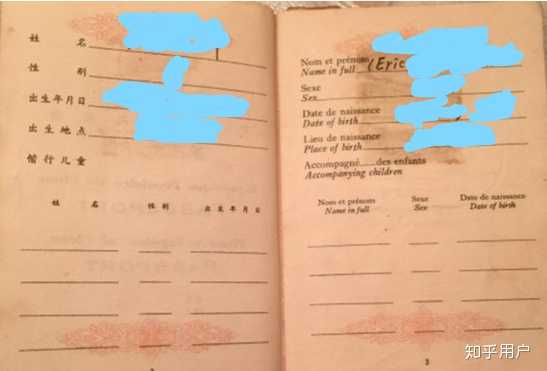 姓 名
性 别
出生年月日
出生地点
偕行儿童
姓 名 性 别 出生年月日
Nom et prénom
Name in full (Eric
Sexe
Sex
Date de naissance
Date of birth
Lieu de naissance
Place of birth
Accompagné......des enfants
Accompanying children
Nom et prénom Sexe Date de naissance
Name in full Sex Date of birth
3
知乎用户